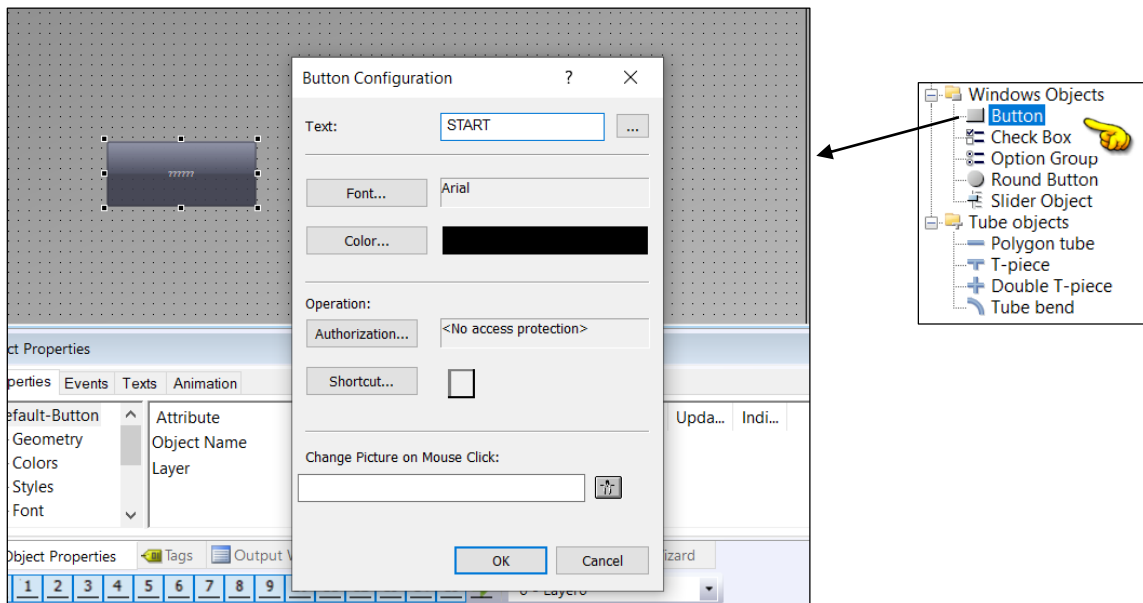 Button Configuration ?
Text: START ...
??????
Font... Arial
Color...
Operation:
Authorization... <No access protection>
Shortcut...
Change Picture on Mouse Click:
OK Cancel
ct Properties
perties Events Texts Animation
efault-Button
Geometry
Colors
Styles
Font
Attribute
Object Name
Layer
Upda... Indi...
Object Properties Tags Output izard
1 2 3 4 5 6 7 8 9
Windows Objects
Button
Check Box
Option Group
Round Button
Slider Object
Tube objects
Polygon tube
T-piece
Double T-piece
Tube bend